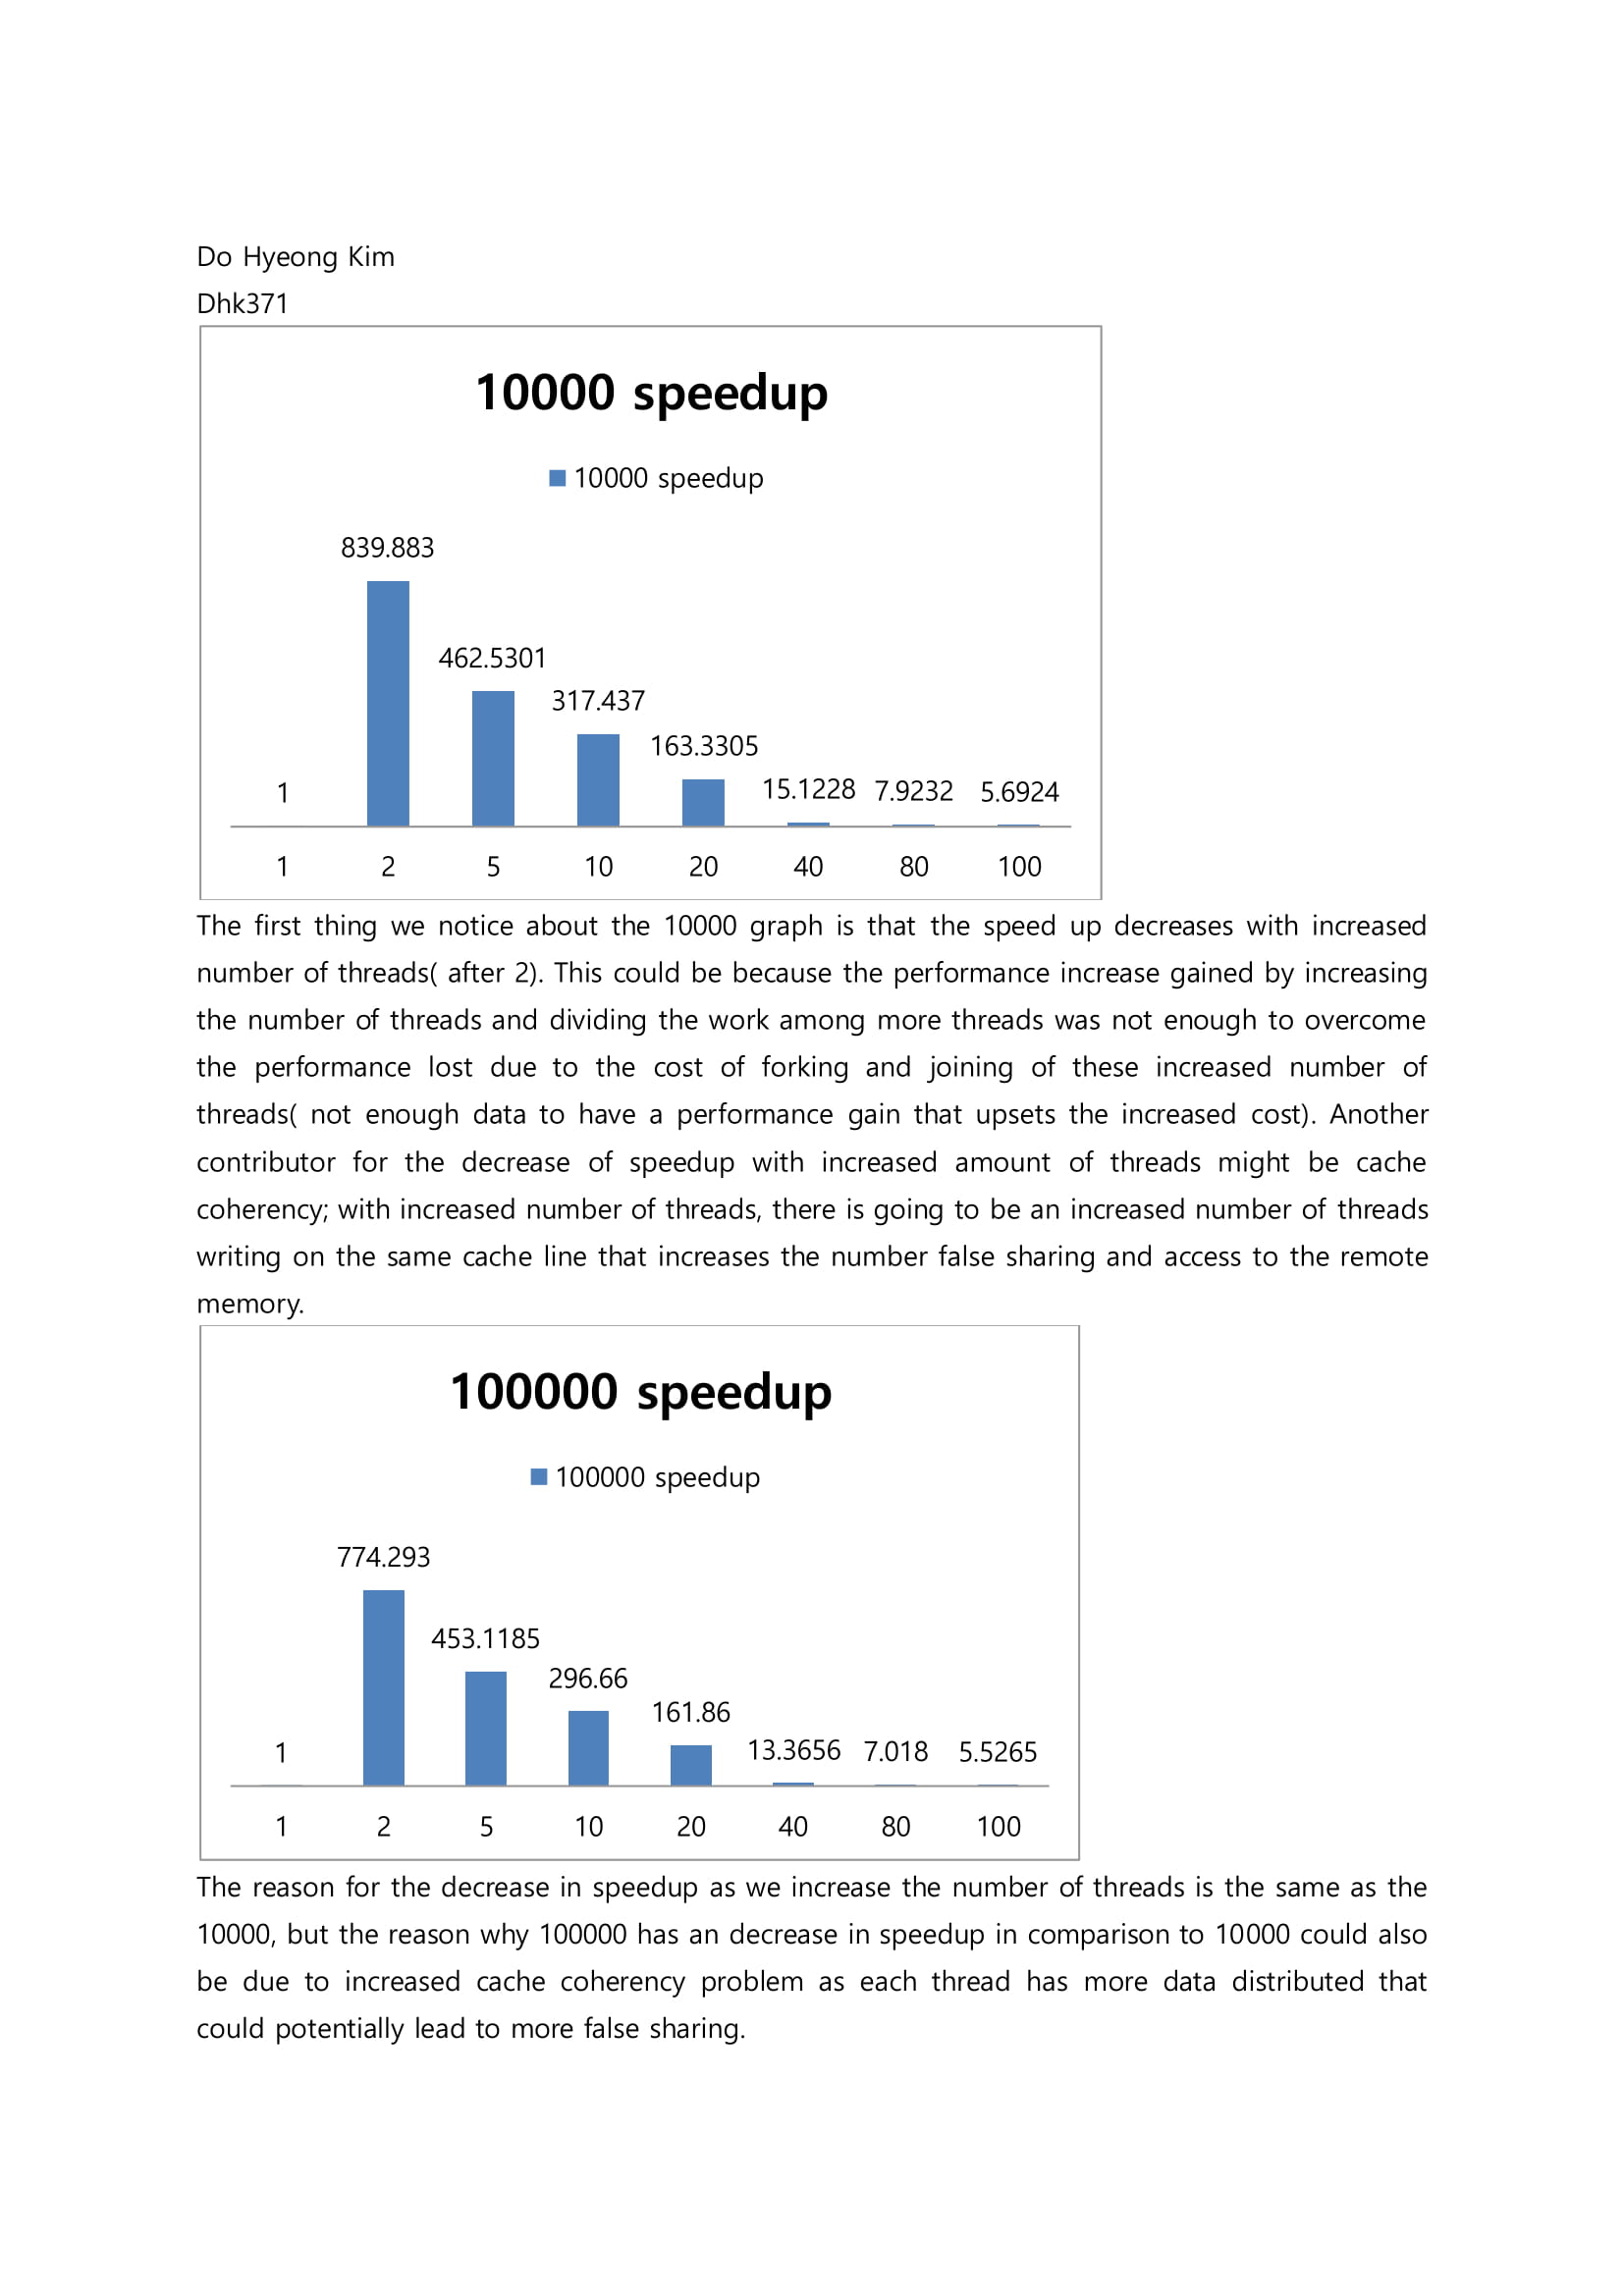 Do Hyeong Kim
Dhk371
10000 speedup
10000 speedup
839.883
462.5301
317.437
163.3305
1 15.1228 7.9232 5.6924
1 2 5 10 20 40 80 100
The first thing we notice about the 10000 graph is that the speed up decreases with increased
number of threads( after 2). This could be because the performance increase gained by increasing
the number of threads and dividing the work among more threads was not enough to overcome
the performance lost due to the cost of forking and joining of these increased number of
threads( not enough data to have a performance gain that upsets the increased cost). Another
contributor for the decrease of speedup with increased amount of threads might be cache
coherency; with increased number of threads, there is going to be an increased number of threads
writing on the same cache line that increases the number false sharing and access to the remote
memory.
100000 speedup
100000 speedup
774.293
453.1185
296.66
161.86
1 13.3656 7.018 5.5265
1 2 5 10 20 40 80 100
The reason for the decrease in speedup as we increase the number of threads is the same as the
10000, but the reason why 100000 has an decrease in speedup in comparison to 10000 could also
be due to increased cache coherency problem as each thread has more data distributed that
could potentially lead to more false sharing.